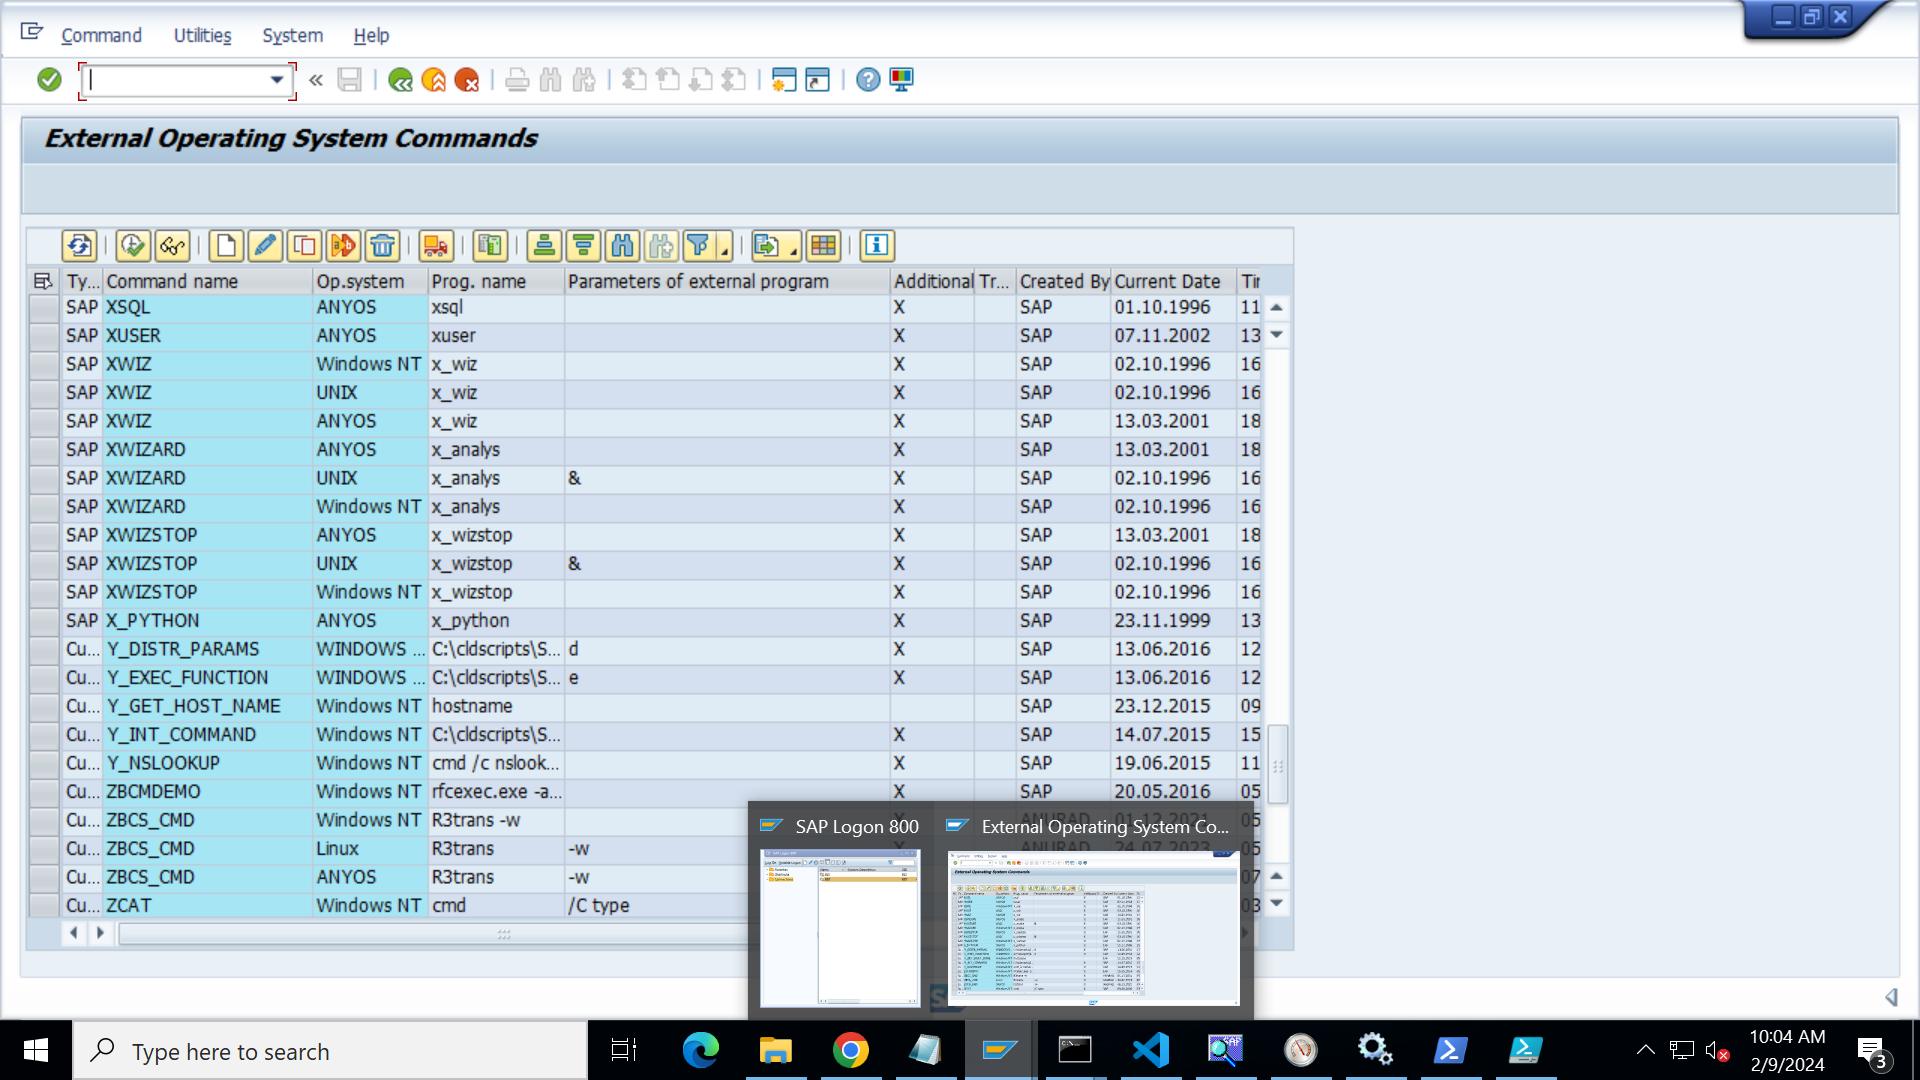 Command Utilities System Help
External Operating System Commands
Ty... Command name Op.system Prog. name Parameters of external program Additional Tr... Created By Current Date
SAP XSQL ANYOS xsql X SAP 01.10.1996 11
SAP XUSER ANYOS xuser X SAP 07.11.2002 13
SAP XWIZ Windows NT x_wiz X SAP 02.10.1996 16
SAP XWIZ UNIX x_wiz X SAP 02.10.1996 16
SAP XWIZ ANYOS x_wiz X SAP 13.03.2001 18
SAP XWIZARD ANYOS x_analys X SAP 13.03.2001 18
SAP XWIZARD UNIX x_analys & X SAP 02.10.1996 16
SAP XWIZARD Windows NT x_analys X SAP 02.10.1996 16
SAP XWIZSTOP ANYOS x_wizstop X SAP 13.03.2001 18
SAP XWIZSTOP UNIX x_wizstop & X SAP 02.10.1996 16
SAP XWIZSTOP Windows NT x_wizstop X SAP 02.10.1996 16
SAP X_PYTHON ANYOS x_python X SAP 23.11.1999 13
Cu... Y_DISTR_PARAMS WINDOWS ... C:\cldscripts\S... d X SAP 13.06.2016 12
Cu... Y_EXEC_FUNCTION WINDOWS ... C:\cldscripts\S... e X SAP 13.06.2016 12
Cu... Y_GET_HOST_NAME Windows NT hostname SAP 23.12.2015 09
Cu... Y_INT_COMMAND Windows NT C:\cldscripts\S... X SAP 14.07.2015 15
Cu... Y_NSLOOKUP Windows NT cmd /c nslook... X SAP 19.06.2015 11
Cu... ZBCMDEMO Windows NT rfcexec.exe -a... X SAP 20.05.2016 05
Cu... ZBCS_CMD Windows NT R3trans -w ANURAD 01.12.2021 05
Cu... ZBCS_CMD Linux R3trans -w ANURAD 24.07.2023 05
Cu... ZBCS_CMD ANYOS R3trans -w 07
Cu... ZCAT Windows NT cmd /C type 03
SAP Logon 800 External Operating System Co...
Type here to search
10:04 AM
2/9/2024
3